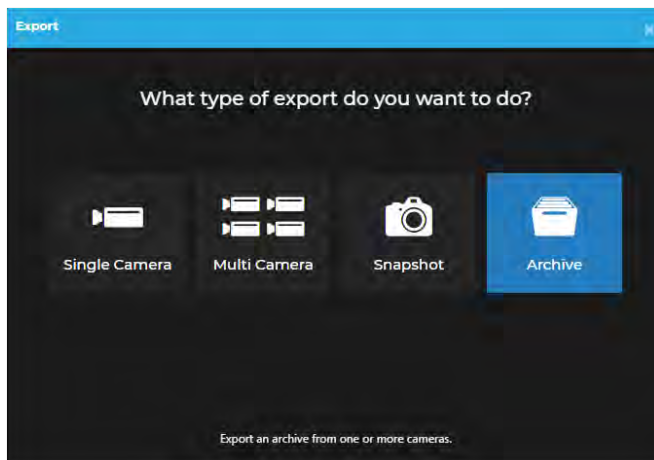 Export
What type of export do you want to do?
Single Camera
Multi Camera
Snapshot
Archive
Export an archive from one or more cameras.